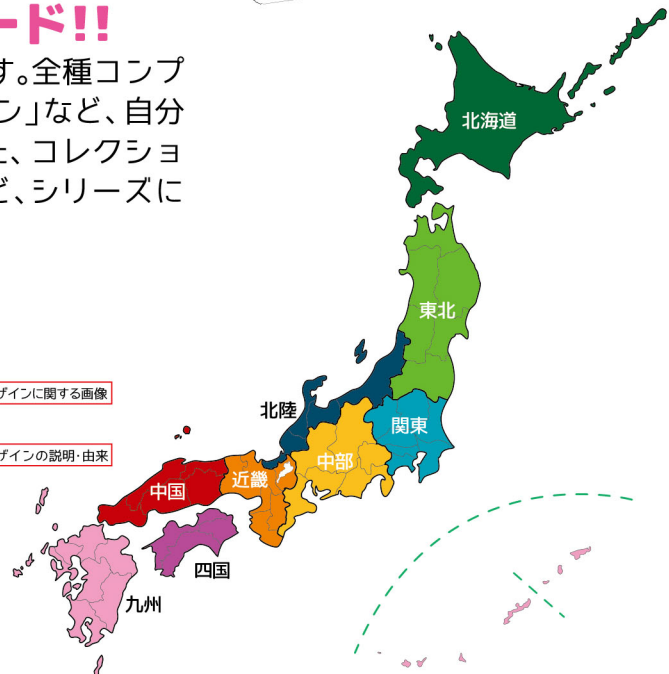 ード!!
す。全種コンプ
ン」など、自分
た、コレクショ
ど、シリーズに
北海道
東北
ザインに関する画像
北陸
関東
ザインの説明・由来
中部
近畿
中国
四国
九州